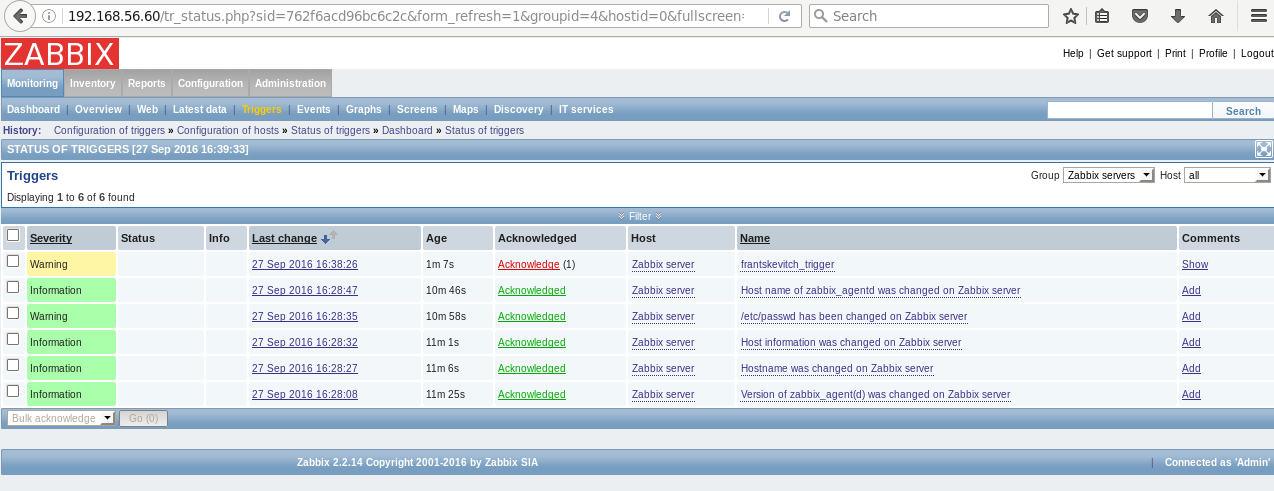 192.168.56.60/tr_status.php?sid=762f6acd96bc6c2c&form_refresh=1&groupid=4&hostid=0&fullscreen= Search
ZABBIX Help | Get support | Print | Profile | Logout
Monitoring Inventory Reports Configuration Administration
Dashboard | Overview | Web | Latest data | Triggers | Events | Graphs | Screens | Maps | Discovery | IT services Search
History: Configuration of triggers » Configuration of hosts » Status of triggers » Dashboard » Status of triggers
STATUS OF TRIGGERS [27 Sep 2016 16:39:33]
Triggers Group Zabbix servers Host all
Displaying 1 to 6 of 6 found
Filter
Severity Status Info Last change Age Acknowledged Host Name Comments
Warning 27 Sep 2016 16:38:26 1m 7s Acknowledge (1) Zabbix server frantskevitch_trigger Show
Information 27 Sep 2016 16:28:47 10m 46s Acknowledged Zabbix server Host name of zabbix_agentd was changed on Zabbix server Add
Warning 27 Sep 2016 16:28:35 10m 58s Acknowledged Zabbix server /etc/passwd has been changed on Zabbix server Add
Information 27 Sep 2016 16:28:32 11m 1s Acknowledged Zabbix server Host information was changed on Zabbix server Add
Information 27 Sep 2016 16:28:27 11m 6s Acknowledged Zabbix server Hostname was changed on Zabbix server Add
Information 27 Sep 2016 16:28:08 11m 25s Acknowledged Zabbix server Version of zabbix_agent(d) was changed on Zabbix server Add
Bulk acknowledge Go (0)
Zabbix 2.2.14 Copyright 2001-2016 by Zabbix SIA | Connected as 'Admin'